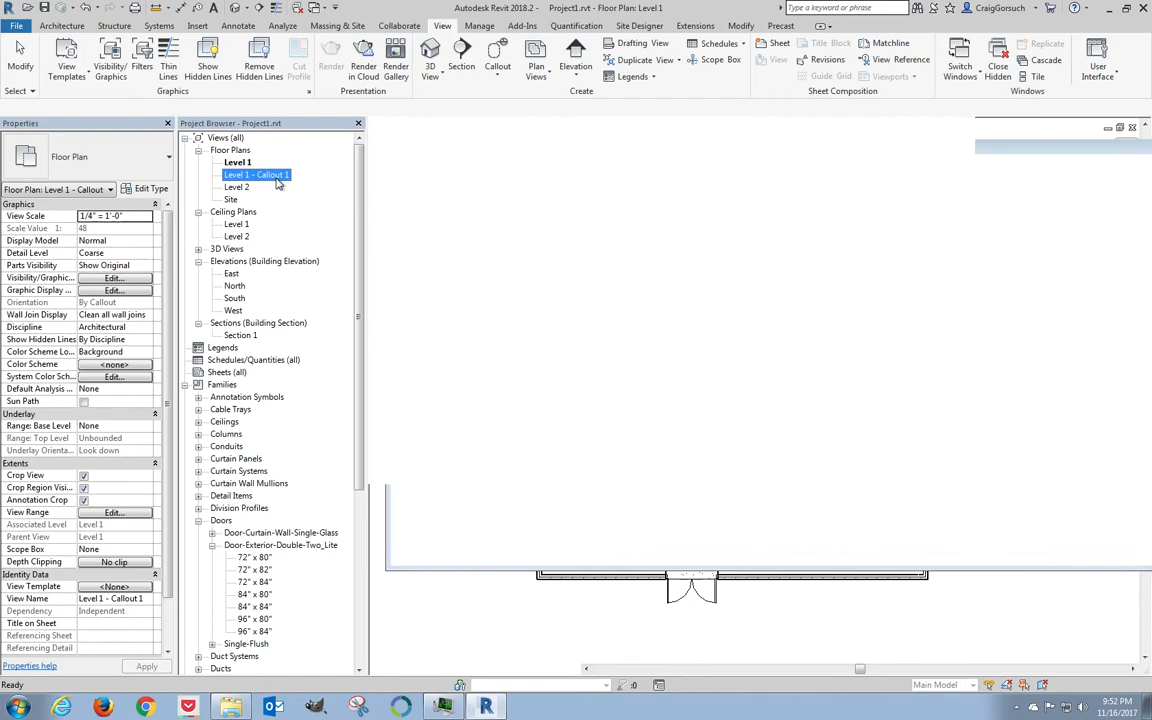 Autodesk Revit 2018.2 - Project1.rvt - Floor Plan: Level 1
Type a keyword or phrase
CraigGorsuch
File
Architecture
Structure
Systems
Insert
Annotate
Analyze
Massing & Site
Collaborate
View
Manage
Add-Ins
Quantification
Site Designer
Extensions
Modify
Precast
Modify
View Templates
Visibility/ Graphics
Filters
Thin Lines
Show Hidden Lines
Remove Hidden Lines
Cut Profile
Render
Render in Cloud
Render Gallery
3D View
Section
Callout
Plan Views
Elevation
Drafting View
Duplicate View
Legends
Schedules
Scope Box
Sheet
View
Title Block
Revisions
Guide Grid
Matchline
View Reference
Viewports
Switch Windows
Close Hidden
Replicate
Cascade
Tile
User Interface
Select
Graphics
Presentation
Create
Sheet Composition
Windows
Properties
Floor Plan
Floor Plan: Level 1 - Callout
Edit Type
Graphics
View Scale 1/4" = 1'-0"
Scale Value 1: 48
Display Model Normal
Detail Level Coarse
Parts Visibility Show Original
Visibility/Graphic... Edit...
Graphic Display ... Edit...
Orientation By Callout
Wall Join Display Clean all wall joins
Discipline Architectural
Show Hidden Lines By Discipline
Color Scheme Lo... Background
Color Scheme <none>
System Color Sch... Edit...
Default Analysis ... None
Sun Path
Underlay
Range: Base Level None
Range: Top Level Unbounded
Underlay Orienta... Look down
Extents
Crop View
Crop Region Visi...
Annotation Crop
View Range Edit...
Associated Level Level 1
Parent View Level 1
Scope Box None
Depth Clipping No clip
Identity Data
View Template <None>
View Name Level 1 - Callout 1
Dependency Independent
Title on Sheet
Referencing Sheet
Referencing Detail
Properties help
Apply
Project Browser - Project1.rvt
Views (all)
Floor Plans
Level 1
Level 1 - Callout 1
Level 2
Site
Ceiling Plans
Level 1
Level 2
3D Views
Elevations (Building Elevation)
East
North
South
West
Sections (Building Section)
Section 1
Legends
Schedules/Quantities (all)
Sheets (all)
Families
Annotation Symbols
Cable Trays
Ceilings
Columns
Conduits
Curtain Panels
Curtain Systems
Curtain Wall Mullions
Detail Items
Division Profiles
Doors
Door-Curtain-Wall-Single-Glass
Door-Exterior-Double-Two_Lite
72" x 80"
72" x 82"
72" x 84"
84" x 80"
84" x 84"
96" x 80"
96" x 84"
Single-Flush
Duct Systems
Ducts
Ready
:0
Main Model
:0
9:52 PM
11/16/2017